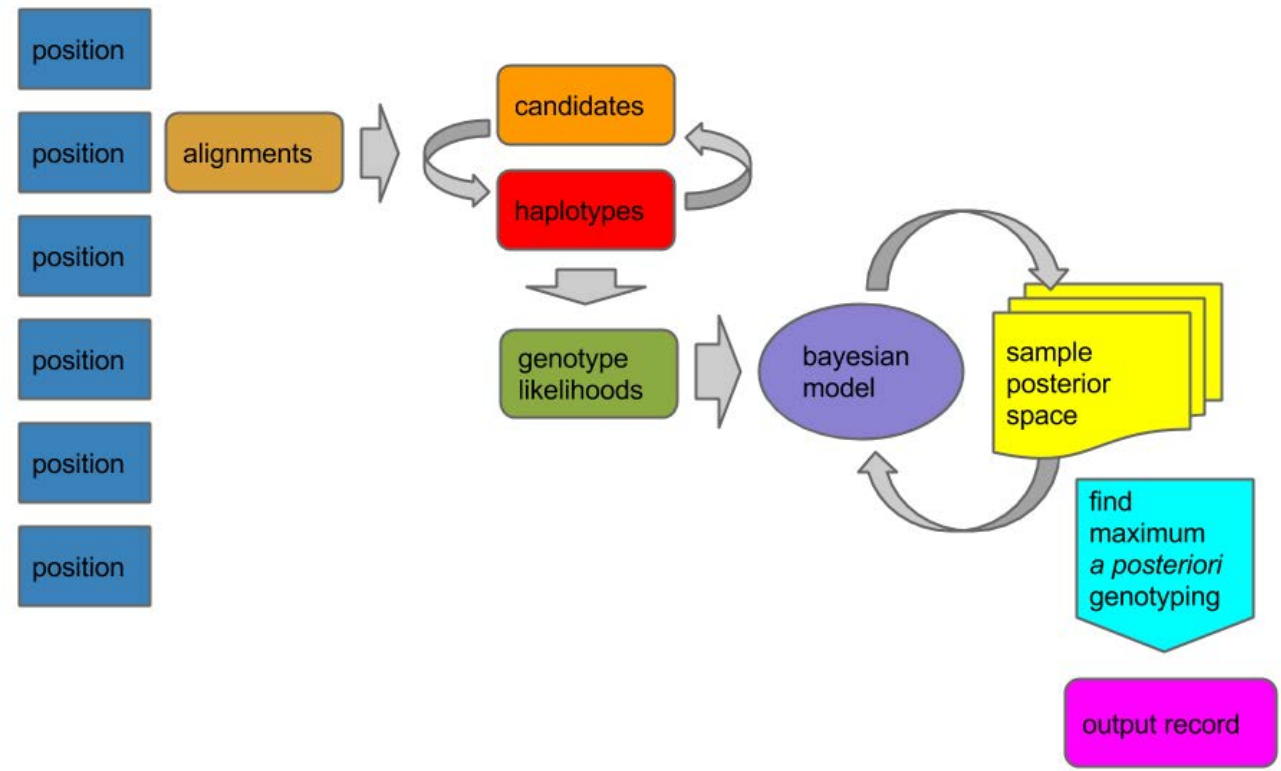 position
position
alignments
candidates
haplotypes
position
position
position
position
genotype
likelihoods
bayesian
model
sample
posterior
space
find
maximum
a posteriori
genotyping
output record